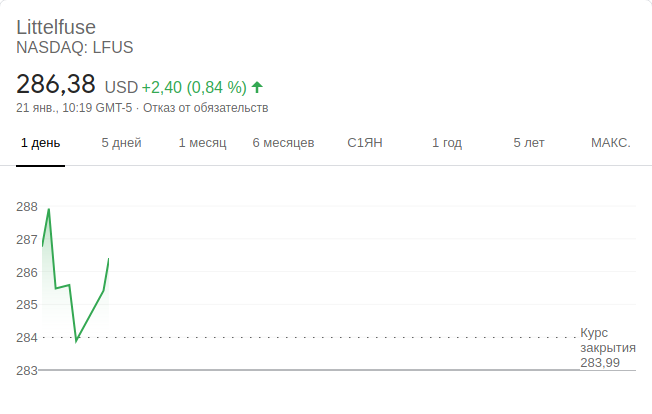 Littelfuse
NASDAQ: LFUS
286,38 USD +2,40 (0,84 %)
21 янв., 10:19 GMT-5 · Отказ от обязательств
1 день 5 дней 1 месяц 6 месяцев С1ЯН 1 год 5 лет МАКС.
288
287
286
285
284
Курс
закрытия
283,99
283